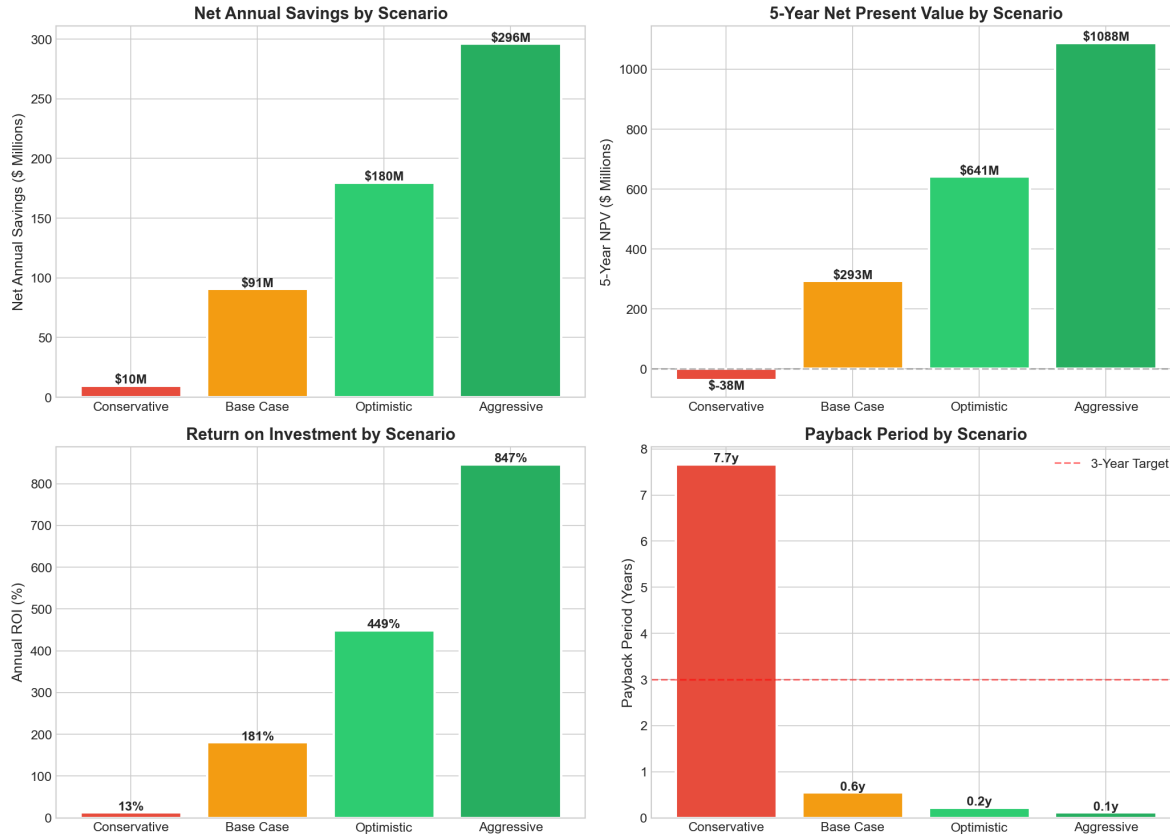 Net Annual Savings by Scenario
Net Annual Savings ($ Millions)
300
250
200
150
100
50
0
$10M
$91M
$180M
$296M
Conservative
Base Case
Optimistic
Aggressive
5-Year Net Present Value by Scenario
5-Year NPV ($ Millions)
1000
800
600
400
200
0
$-38M
$293M
$641M
$1088M
Conservative
Base Case
Optimistic
Aggressive
Return on Investment by Scenario
Annual ROI (%)
800
700
600
500
400
300
200
100
0
13%
181%
449%
847%
Conservative
Base Case
Optimistic
Aggressive
Payback Period by Scenario
Payback Period (Years)
8
7
6
5
4
3
2
1
0
3-Year Target
7.7y
0.6y
0.2y
0.1y
Conservative
Base Case
Optimistic
Aggressive